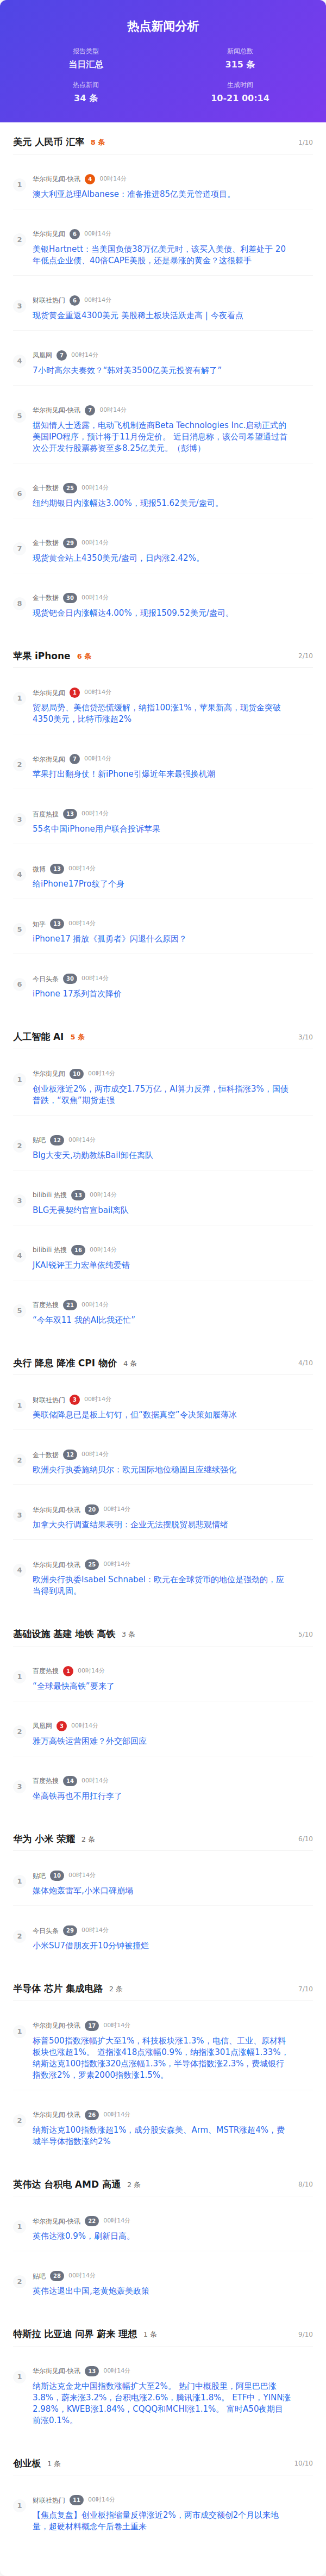 热点新闻分析
报告类型
当日汇总
新闻总数
315 条
热点新闻
34 条
生成时间
10-21 00:14
美元 人民币 汇率 8 条 1/10
1
华尔街见闻-快讯 4 00时14分
澳大利亚总理Albanese：准备推进85亿美元管道项目。
2
华尔街见闻 6 00时14分
美银Hartnett：当美国负债38万亿美元时，该买入美债、利差处于 20
年低点企业债、40倍CAPE美股，还是暴涨的黄金？这很棘手
3
财联社热门 6 00时14分
现货黄金重返4300美元 美股稀土板块活跃走高 | 今夜看点
4
凤凰网 7 00时14分
7小时高尔夫奏效？“韩对美3500亿美元投资有解了”
5
华尔街见闻-快讯 7 00时14分
据知情人士透露，电动飞机制造商Beta Technologies Inc.启动正式的
美国IPO程序，预计将于11月份定价。 近日消息称，该公司希望通过首
次公开发行股票募资至多8.25亿美元。（彭博）
6
金十数据 25 00时14分
纽约期银日内涨幅达3.00%，现报51.62美元/盎司。
7
金十数据 29 00时14分
现货黄金站上4350美元/盎司，日内涨2.42%。
8
金十数据 30 00时14分
现货钯金日内涨幅达4.00%，现报1509.52美元/盎司。
苹果 iPhone 6 条 2/10
1
华尔街见闻 1 00时14分
贸易局势、美信贷恐慌缓解，纳指100涨1%，苹果新高，现货金突破
4350美元，比特币涨超2%
2
华尔街见闻 7 00时14分
苹果打出翻身仗！新iPhone引爆近年来最强换机潮
3
百度热搜 13 00时14分
55名中国iPhone用户联合投诉苹果
4
微博 13 00时14分
给iPhone17Pro纹了个身
5
知乎 13 00时14分
iPhone17 播放《孤勇者》闪退什么原因？
6
今日头条 30 00时14分
iPhone 17系列首次降价
人工智能 AI 5 条 3/10
1
华尔街见闻 10 00时14分
创业板涨近2%，两市成交1.75万亿，AI算力反弹，恒科指涨3%，国债
普跌，“双焦”期货走强
2
贴吧 12 00时14分
Blg大变天,功勋教练Bail卸任离队
3
bilibili 热搜 13 00时14分
BLG无畏契约官宣bail离队
4
bilibili 热搜 16 00时14分
JKAI锐评王力宏单依纯爱错
5
百度热搜 21 00时14分
“今年双11 我的AI比我还忙”
央行 降息 降准 CPI 物价 4 条 4/10
1
财联社热门 3 00时14分
美联储降息已是板上钉钉，但“数据真空”令决策如履薄冰
2
金十数据 12 00时14分
欧洲央行执委施纳贝尔：欧元国际地位稳固且应继续强化
3
华尔街见闻-快讯 20 00时14分
加拿大央行调查结果表明：企业无法摆脱贸易悲观情绪
4
华尔街见闻-快讯 25 00时14分
欧洲央行执委Isabel Schnabel：欧元在全球货币的地位是强劲的，应
当得到巩固。
基础设施 基建 地铁 高铁 3 条 5/10
1
百度热搜 1 00时14分
“全球最快高铁”要来了
2
凤凰网 3 00时14分
雅万高铁运营困难？外交部回应
3
百度热搜 14 00时14分
坐高铁再也不用扛行李了
华为 小米 荣耀 2 条 6/10
1
贴吧 10 00时14分
媒体炮轰雷军,小米口碑崩塌
2
今日头条 29 00时14分
小米SU7借朋友开10分钟被撞烂
半导体 芯片 集成电路 2 条 7/10
1
华尔街见闻-快讯 17 00时14分
标普500指数涨幅扩大至1%，科技板块涨1.3%，电信、工业、原材料
板块也涨超1%。 道指涨418点涨幅0.9%，纳指涨301点涨幅1.33%，
纳斯达克100指数涨320点涨幅1.3%，半导体指数涨2.3%，费城银行
指数涨2%，罗素2000指数涨1.5%。
2
华尔街见闻-快讯 26 00时14分
纳斯达克100指数涨超1%，成分股安森美、Arm、MSTR涨超4%，费
城半导体指数涨约2%
英伟达 台积电 AMD 高通 2 条 8/10
1
华尔街见闻-快讯 22 00时14分
英伟达涨0.9%，刷新日高。
2
贴吧 28 00时14分
英伟达退出中国,老黄炮轰美政策
特斯拉 比亚迪 问界 蔚来 理想 1 条 9/10
1
华尔街见闻-快讯 13 00时14分
纳斯达克金龙中国指数涨幅扩大至2%。 热门中概股里，阿里巴巴涨
3.8%，蔚来涨3.2%，台积电涨2.6%，腾讯涨1.8%。 ETF中，YINN涨
2.98%，KWEB涨1.84%，CQQQ和MCHI涨1.1%。 富时A50夜期目
前涨0.1%。
创业板 1 条 10/10
1
财联社热门 11 00时14分
【焦点复盘】创业板指缩量反弹涨近2%，两市成交额创2个月以来地
量，超硬材料概念午后卷土重来